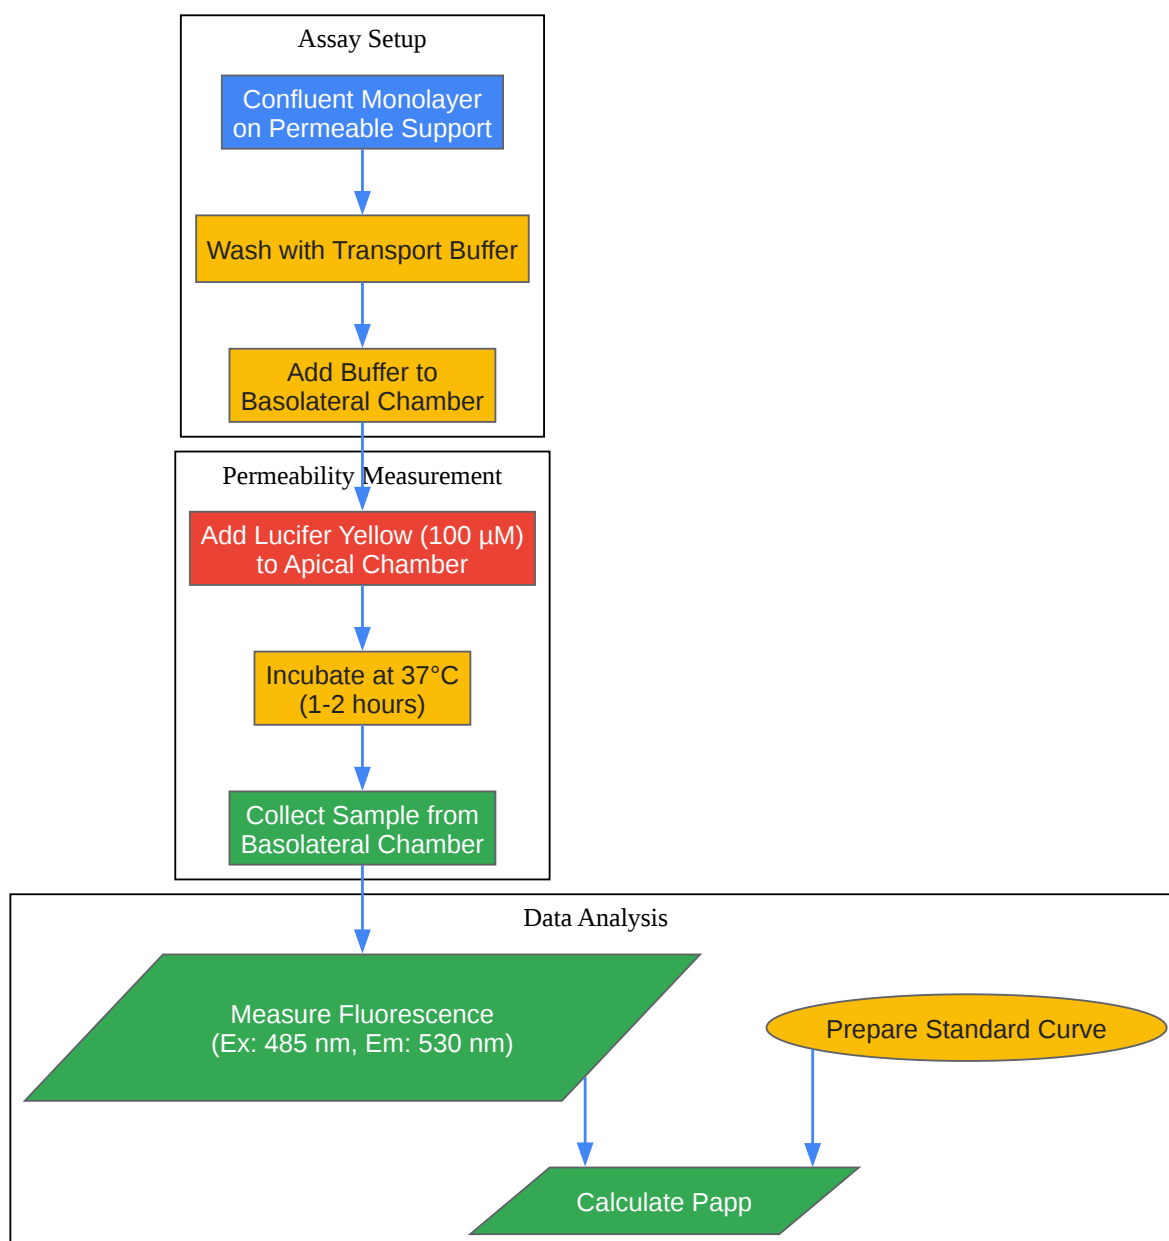 Assay Setup
Confluent Monolayer
on Permeable Support
Wash with Transport Buffer
Add Buffer to
Basolateral Chamber
Permeability Measurement
Add Lucifer Yellow (100 µM)
to Apical Chamber
Incubate at 37°C
(1-2 hours)
Collect Sample from
Basolateral Chamber
Data Analysis
Measure Fluorescence
(Ex: 485 nm, Em: 530 nm)
Prepare Standard Curve
Calculate Papp